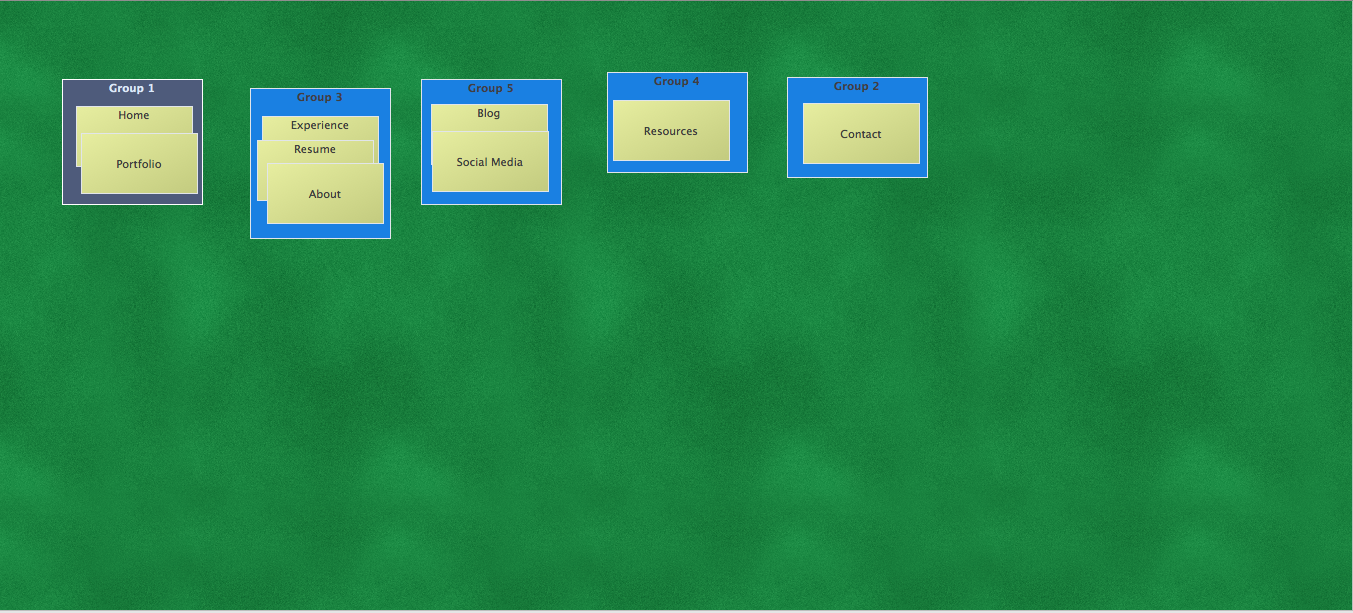 Group 1
Home
Portfolio
Group 3
Experience
Resume
About
Group 5
Blog
Social Media
Group 4
Resources
Group 2
Contact